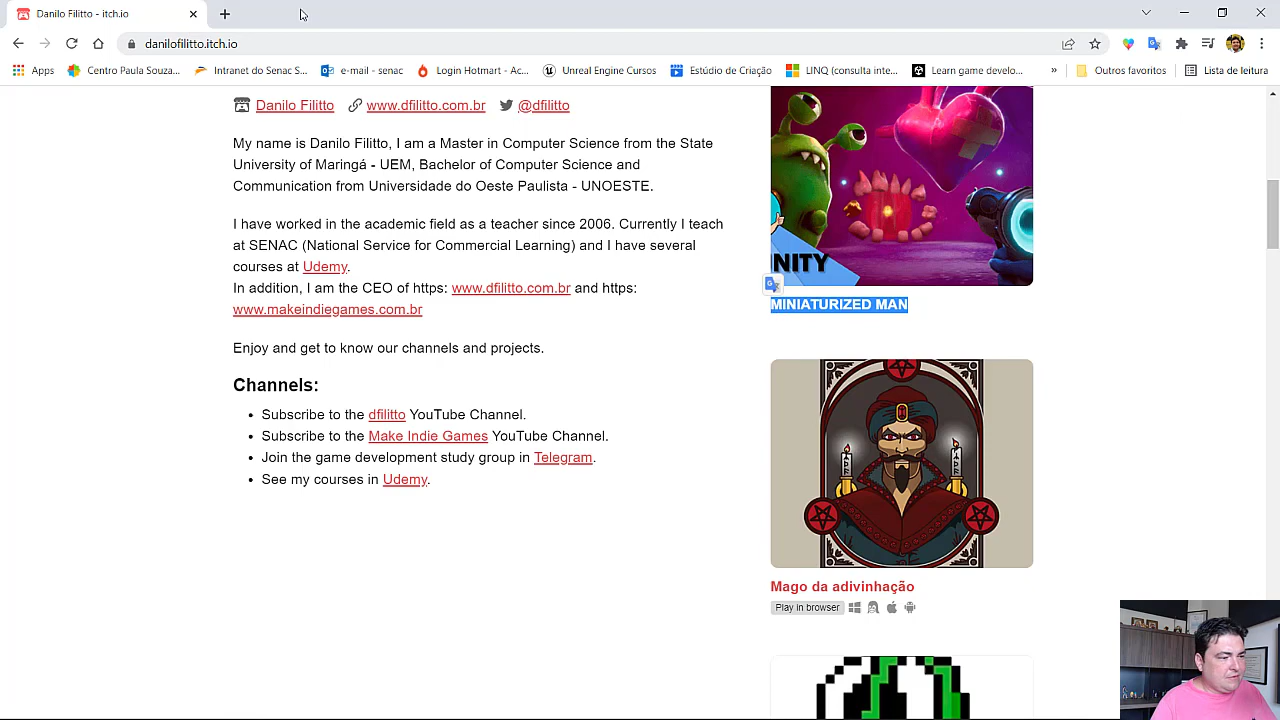 Danilo Filitto - itch.io
danilofilitto.itch.io
Apps
Centro Paula Souza...
Intranet do Senac S...
e-mail - senac
Login Hotmart - Ac...
Unreal Engine Cursos
Estúdio de Criação
LINQ (consulta inte...
Learn game develo...
»
Outros favoritos
Lista de leitura
Danilo Filitto
www.dfilitto.com.br
@dfilitto
My name is Danilo Filitto, I am a Master in Computer Science from the State
University of Maringá - UEM, Bachelor of Computer Science and
Communication from Universidade do Oeste Paulista - UNOESTE.
I have worked in the academic field as a teacher since 2006. Currently I teach
at SENAC (National Service for Commercial Learning) and I have several
courses at Udemy.
In addition, I am the CEO of https: www.dfilitto.com.br and https:
www.makeindiegames.com.br
Enjoy and get to know our channels and projects.
Channels:
• Subscribe to the dfilitto YouTube Channel.
• Subscribe to the Make Indie Games YouTube Channel.
• Join the game development study group in Telegram.
• See my courses in Udemy.
NITY
MINIATURIZED MAN
Mago da adivinhação
Play in browser